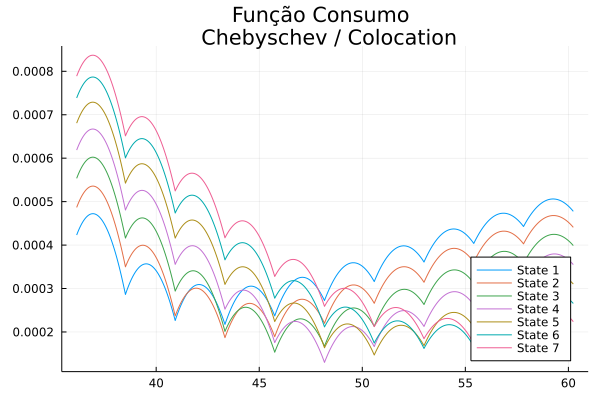 Função Consumo
Chebyschev / Colocation
0.0008
0.0007
0.0006
0.0005
0.0004
0.0003
0.0002
State 1
State 2
State 3
State 4
State 5
State 6
State 7
40
45
50
55
60